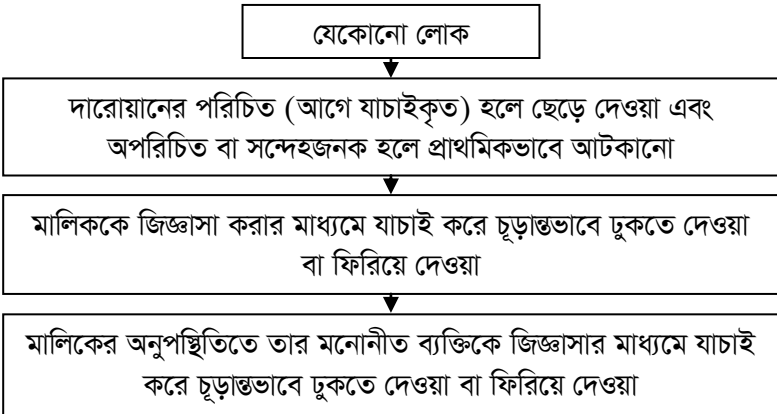 যেকোনো লোক
দারোয়ানের পরিচিত (আগে যাচাইকৃত) হলে ছেড়ে দেওয়া এবং
অপরিচিত বা সন্দেহজনক হলে প্রাথমিকভাবে আটকানো
মালিককে জিজ্ঞাসা করার মাধ্যমে যাচাই করে চূড়ান্তভাবে ঢুকতে দেওয়া
বা ফিরিয়ে দেওয়া
মালিকের অনুপস্থিতিতে তার মনোনীত ব্যক্তিকে জিজ্ঞাসার মাধ্যমে যাচাই
করে চূড়ান্তভাবে ঢুকতে দেওয়া বা ফিরিয়ে দেওয়া